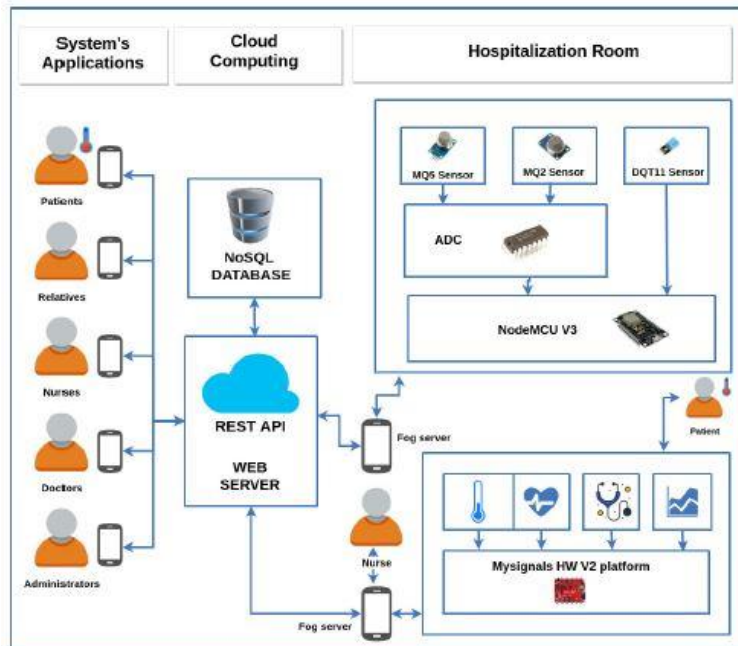 System's
Applications
Cloud
Computing
Hospitalization Room
Patients
Relatives
Nurses
Doctors
Administrators
NoSQL
DATABASE
REST API
WEB
SERVER
MQ5 Sensor
MQ2 Sensor
DQT11 Sensor
ADC
NodeMCU V3
Fog server
Patient
Nurse
Mysignals HW V2 platform
Fog server